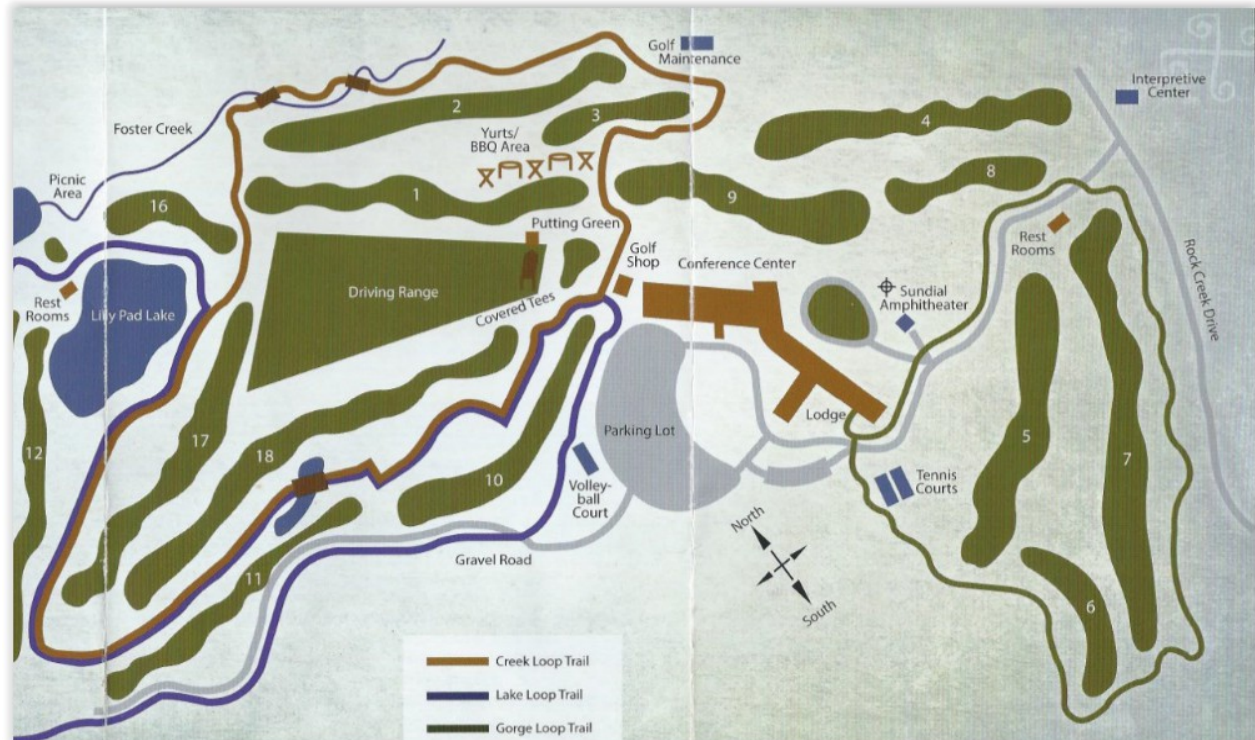 Golf
Maintenance
Interpretive
Center
2
3
4
Foster Creek
Yurts/
BBQ Area
Picnic
Area
8
16
1
9
Putting Green
Golf
Shop
Conference Center
Rest
Rooms
Rock Creek Drive
Rest
Rooms
Lily Pad Lake
Driving Range
Covered Tees
Sundial
Amphitheater
Lodge
Parking Lot
5
17
12
18
7
10
Volley-
ball
Court
Tennis
Courts
North
South
Gravel Road
11
6
Creek Loop Trail
Lake Loop Trail
Gorge Loop Trail